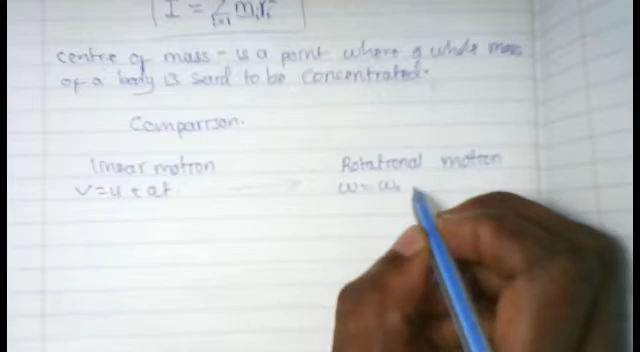 I = Σ mᵢrᵢ²
i=1
centre of mass - is a point where a whole mass
of a body is said to be concentrated.
Comparison.
linear motion Rotational motion
v = u + at. ω = ω₀